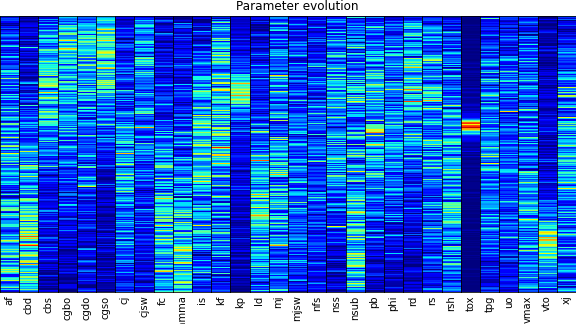 Parameter evolution
af
cbd
cbs
cgbo
cgdo
cgso
cj
cjsw
fc
is
kf
kp
ld
mj
mjsw
nfs
nss
nsub
pb
phi
rd
rs
rsh
tox
tpg
uo
vmax
vto
xj